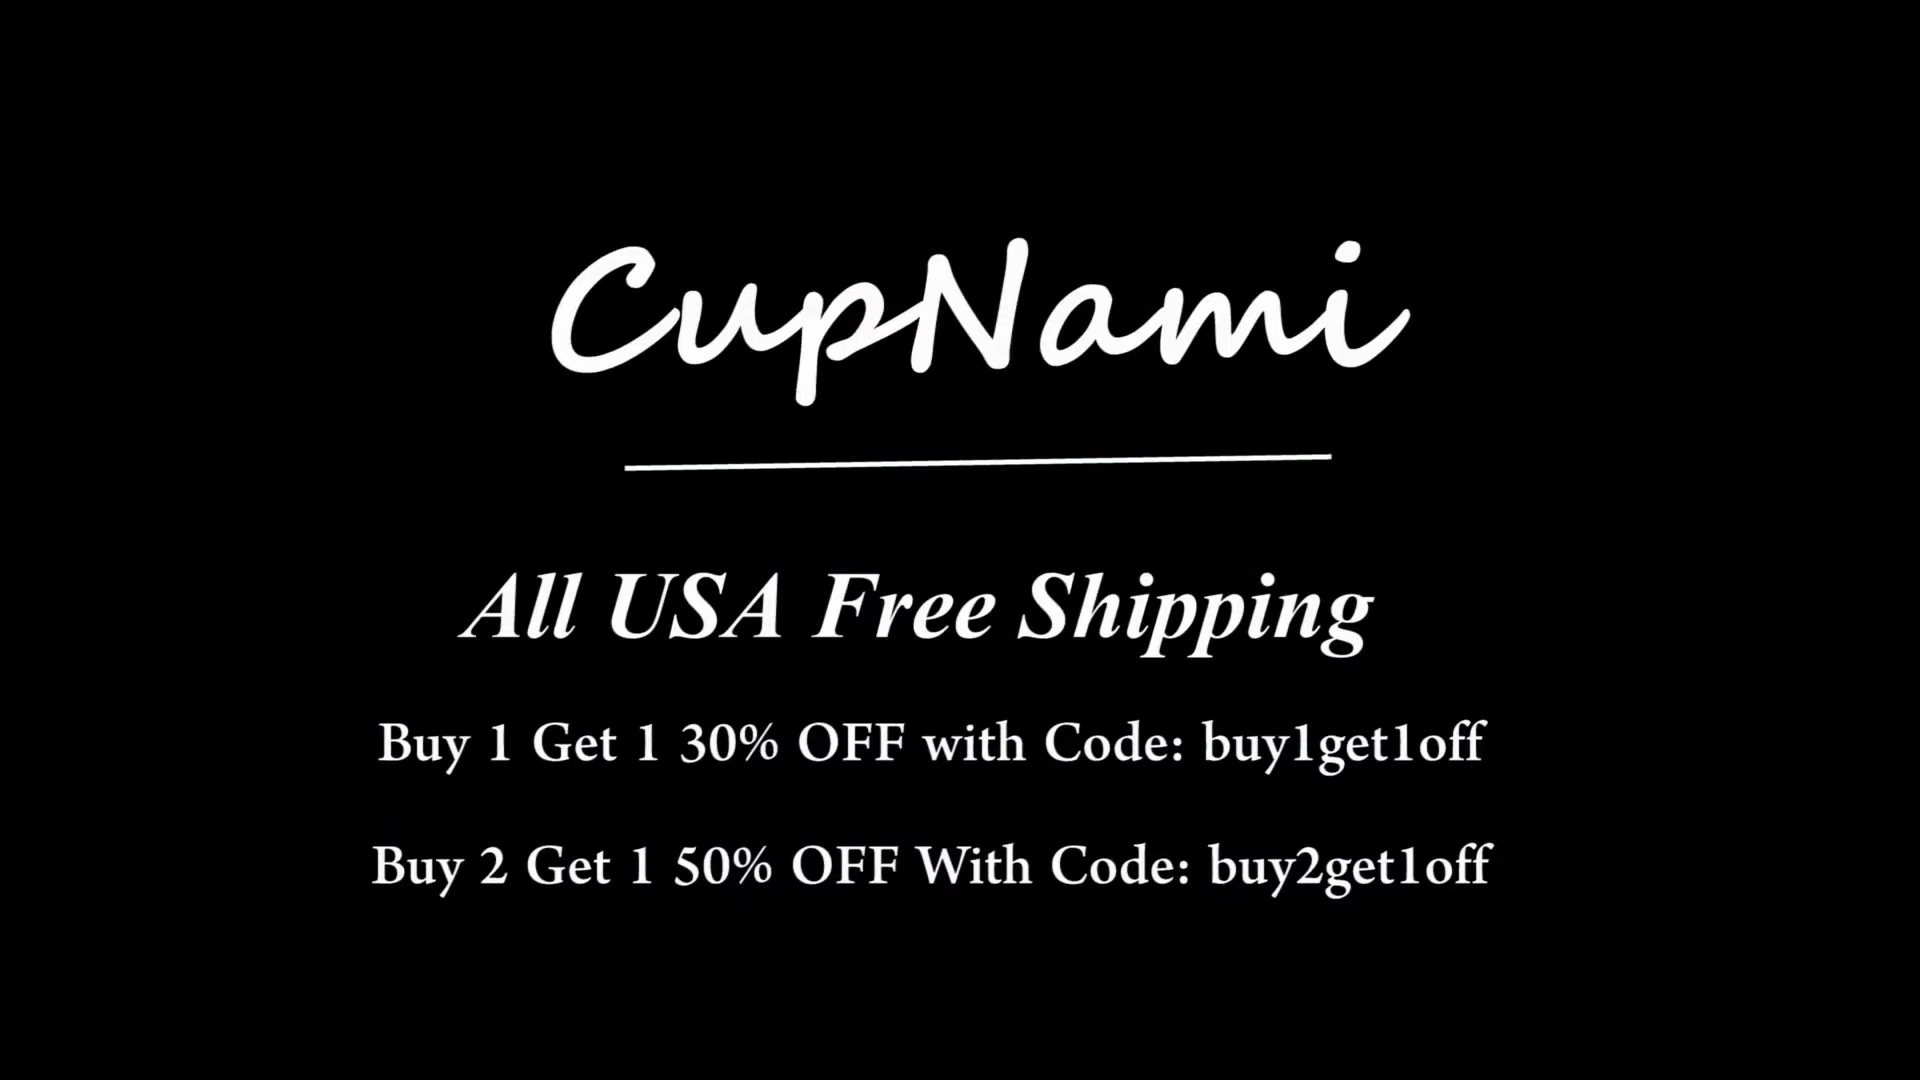 CupNami
All USA Free Shipping
Buy 1 Get 1 30% OFF with Code: buy1get1off
Buy 2 Get 1 50% OFF With Code: buy2get1off